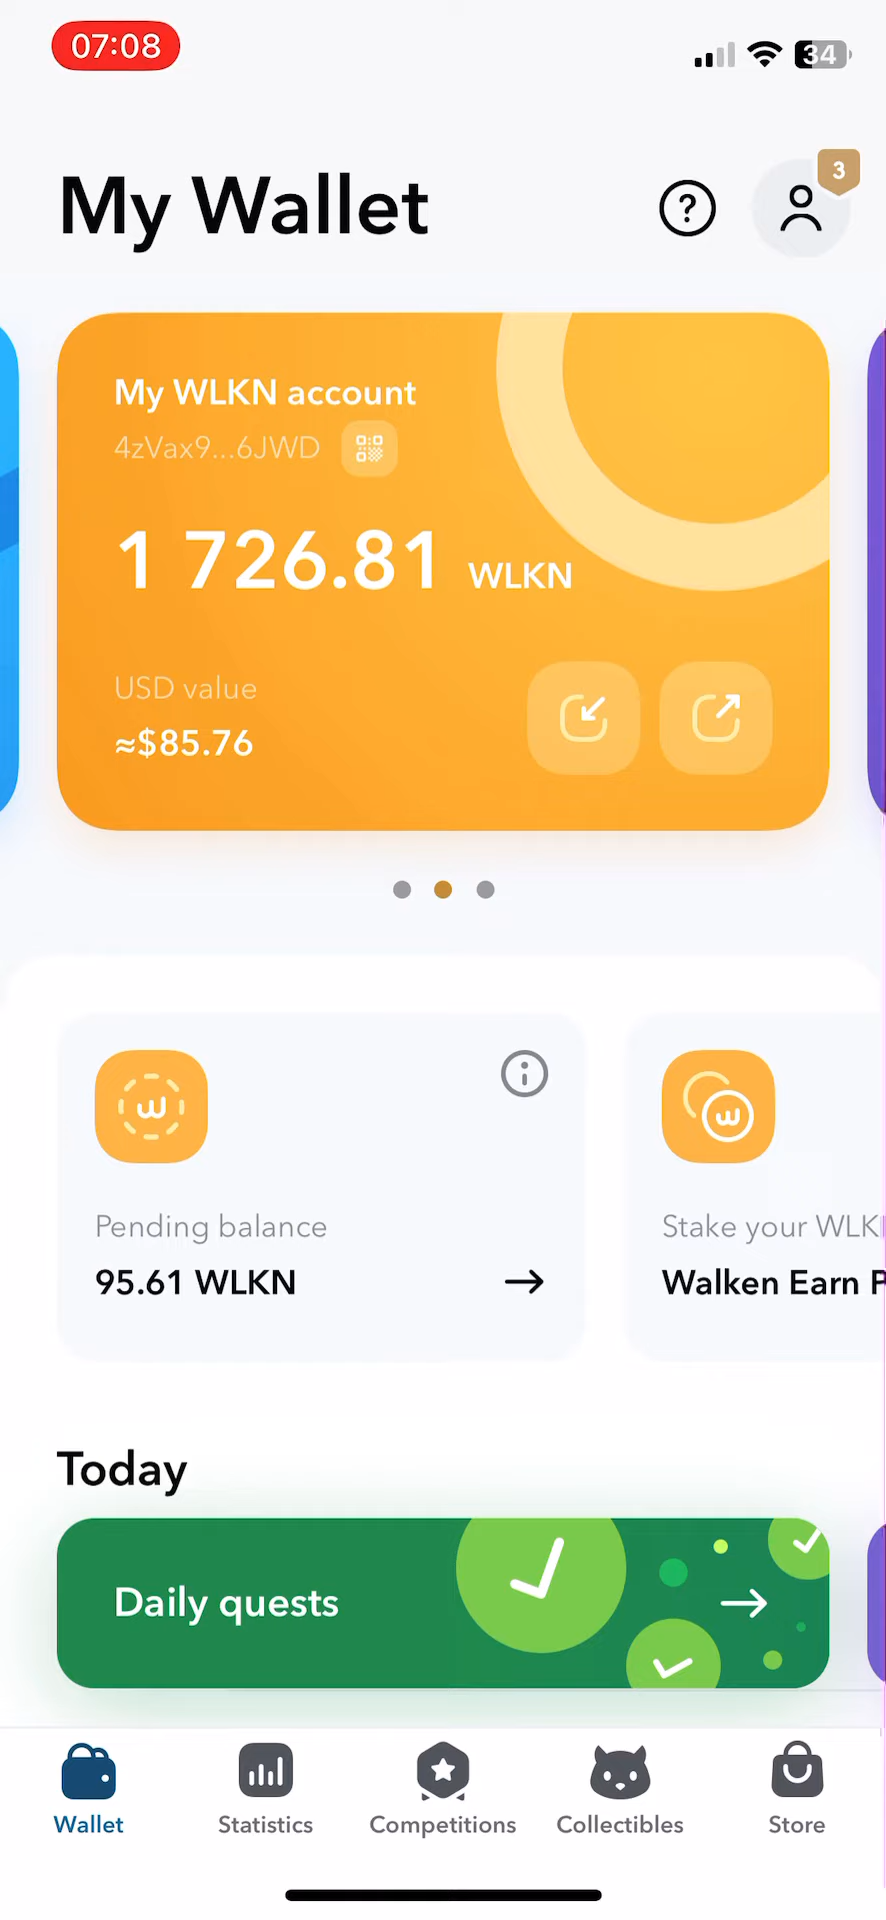 07:08
34
My Wallet
?
3
My WLKN account
4zVax9...6JWD
1 726.81 WLKN
USD value
≈$85.76
Pending balance
95.61 WLKN
Stake your WLK
Walken Earn P
Today
Daily quests
Wallet
Statistics
Competitions
Collectibles
Store